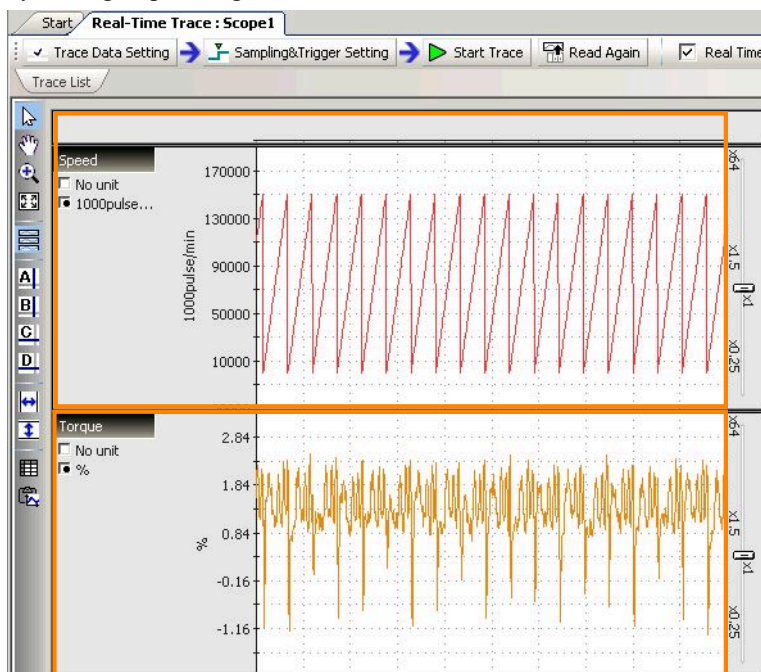 Start
Real-Time Trace : Scope1
Trace Data Setting
Sampling&Trigger Setting
Start Trace
Read Again
Real Time
Trace List
A
B
C
D
Speed
No unit
1000pulse...
1000pulse/min
170000
130000
90000
50000
10000
x64
x1.5
x1
x0.25
Torque
No unit
%
%
2.84
1.84
0.84
-0.16
-1.16
x64
x1.5
x1
x0.25